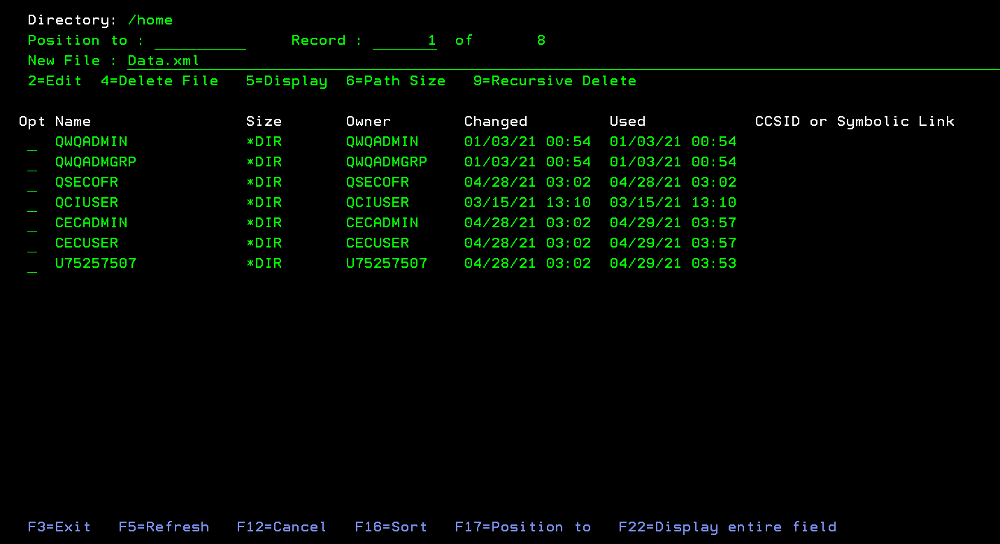 Directory: /home
Position to : Record : 1 of 8
New File : Data.xml
2=Edit 4=Delete File 5=Display 6=Path Size 9=Recursive Delete
Opt Name Size Owner Changed Used CCSID or Symbolic Link
_ QWQADMIN *DIR QWQADMIN 01/03/21 00:54 01/03/21 00:54
_ QWQADMGRP *DIR QWQADMGRP 01/03/21 00:54 01/03/21 00:54
_ QSECOFR *DIR QSECOFR 04/28/21 03:02 04/28/21 03:02
_ QCIUSER *DIR QCIUSER 03/15/21 13:10 03/15/21 13:10
_ CECADMIN *DIR CECADMIN 04/28/21 03:02 04/29/21 03:57
_ CECUSER *DIR CECUSER 04/28/21 03:02 04/29/21 03:57
_ U75257507 *DIR U75257507 04/28/21 03:02 04/29/21 03:53
F3=Exit F5=Refresh F12=Cancel F16=Sort F17=Position to F22=Display entire field